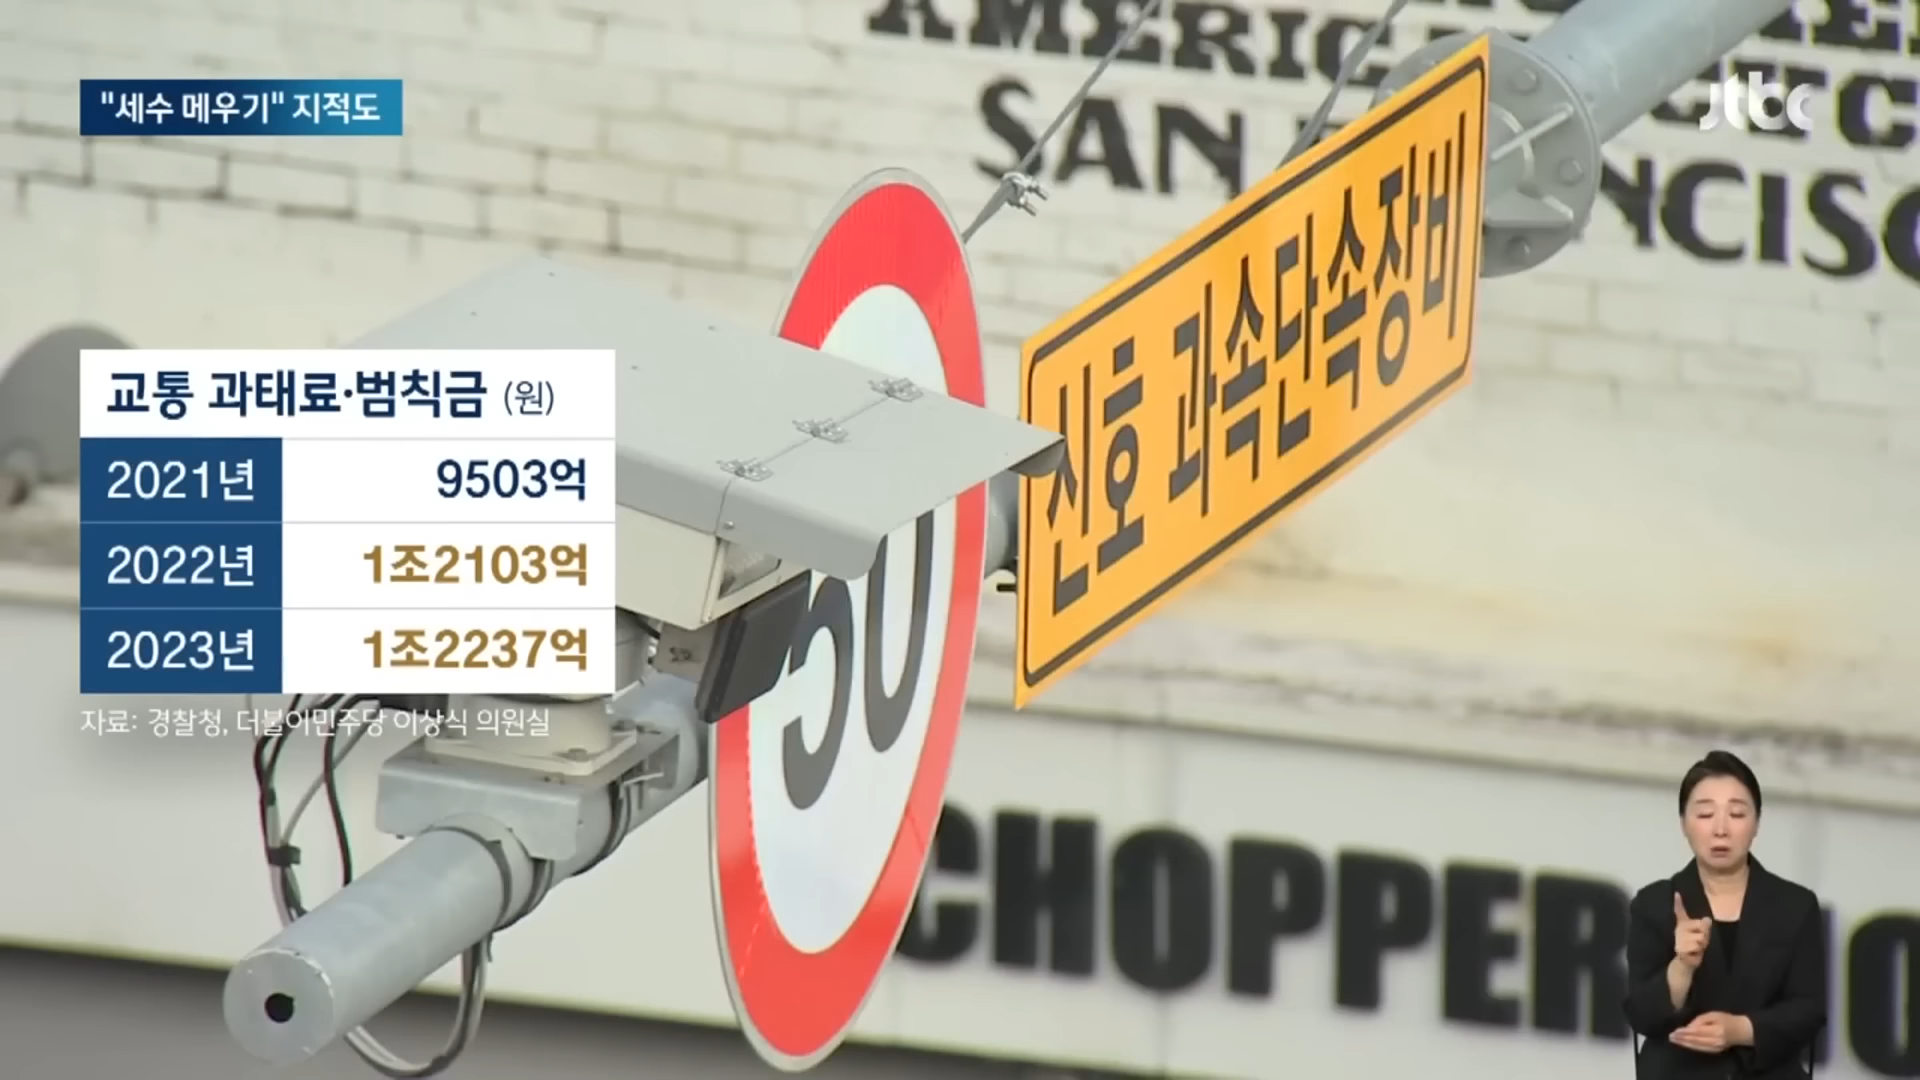 "세수 메우기" 지적도
jtbc
AMERIC
SAN
교통 과태료·범칙금 (원)
2021년 9503억
2022년 1조2103억
2023년 1조2237억
자료: 경찰청, 더불어민주당 이상식 의원실
신호 과속단속장비
50
CHOPPER